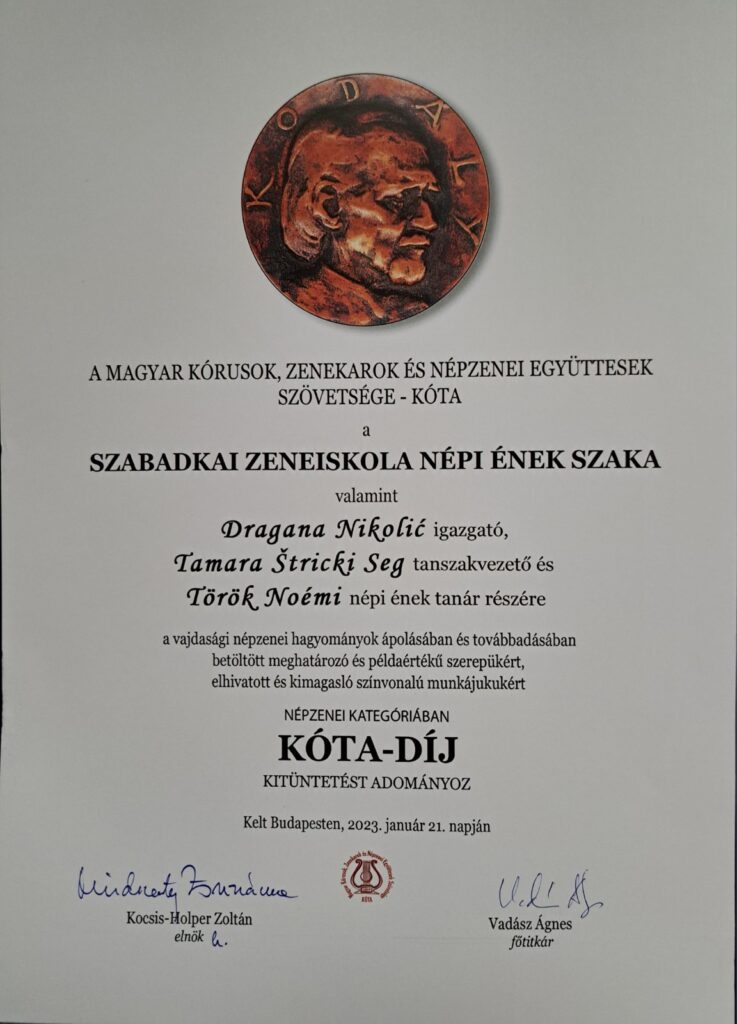 KODÁLY
A MAGYAR KÓRUSOK, ZENEKAROK ÉS NÉPZENEI EGYÜTTESEK
SZÖVETSÉGE - KÓTA
a
SZABADKAI ZENEISKOLA NÉPI ÉNEK SZAKA
valamint
Dragana Nikolić igazgató,
Tamara Štricki Seg tanszakvezető és
Török Noémi népi ének tanár részére
a vajdasági népzenei hagyományok ápolásában és továbbadásában
betöltött meghatározó és példaértékű szerepükért,
elhivatott és kimagasló színvonalú munkájukukért
NÉPZENEI KATEGÓRIÁBAN
KÓTA-DÍJ
KITÜNTETÉST ADOMÁNYOZ
Kelt Budapesten, 2023. január 21. napján
KÓTA
Kocsis-Holper Zoltán
elnök h.
Vadász Ágnes
főtitkár